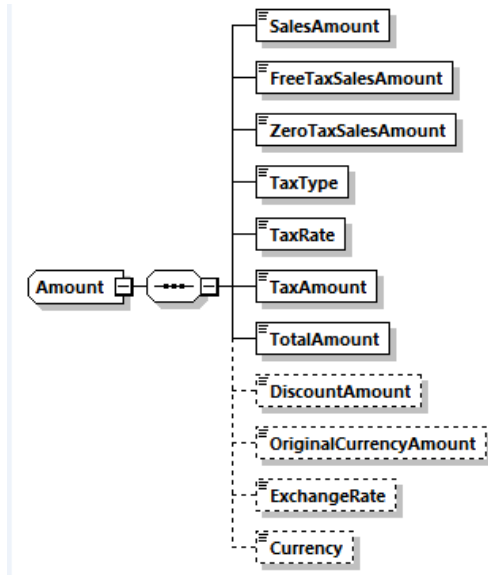 SalesAmount
FreeTaxSalesAmount
ZeroTaxSalesAmount
TaxType
TaxRate
Amount
TaxAmount
TotalAmount
DiscountAmount
OriginalCurrencyAmount
ExchangeRate
Currency